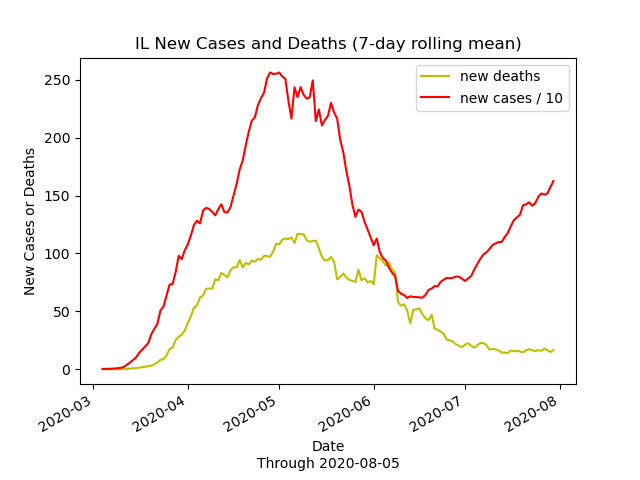 IL New Cases and Deaths (7-day rolling mean)
new deaths
new cases / 10
New Cases or Deaths
250
200
150
100
50
0
2020-03
2020-04
2020-05
2020-06
2020-07
2020-08
Date
Through 2020-08-05